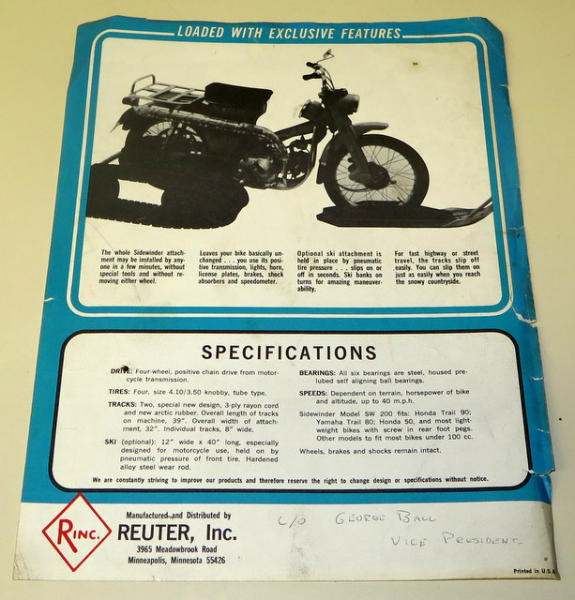 LOADED WITH EXCLUSIVE FEATURES
The whole Sidewinder attach-
ment may be installed by any-
one in a few minutes, without
special tools and without re-
moving either wheel.
Leaves your bike basically un-
changed . . . you use its posi-
tive transmission, lights, horn,
license plates, brakes, shock
absorbers and speedometer.
Optional ski attachment is
held in place by pneumatic
tire pressure . . . slips on or
off in seconds. Ski banks on
turns for amazing maneuver-
ability.
For fast highway or street
travel, the tracks slip off
easily. You can slip them on
just as easily when you reach
the snowy countryside.
SPECIFICATIONS
DRIVE: Four-wheel, positive chain drive from motor-
cycle transmission.
TIRES: Four, size 4.10/3.50 knobby, tube type.
TRACKS: Two, special new design, 3-ply rayon cord
and new arctic rubber. Overall length of tracks
on machine, 39". Overall width of attach-
ment, 32". Individual tracks, 8" wide.
SKI (optional): 12" wide x 40" long, especially
designed for motorcycle use, held on by
pneumatic pressure of front tire. Hardened
alloy steel wear rod.
BEARINGS: All six bearings are steel, housed pre-
lubed self aligning ball bearings.
SPEEDS: Dependent on terrain, horsepower of bike
and altitude, up to 40 m.p.h.
Sidewinder Model SW 200 fits: Honda Trail 90;
Yamaha Trail 80; Honda 50, and most light-
weight bikes with screw in rear foot pegs.
Other models to fit most bikes under 100 cc.
Wheels, brakes and shocks remain intact.
We are constantly striving to improve our products and therefore reserve the right to change design or specifications without notice.
RINC.
Manufactured and Distributed by
REUTER, Inc.
3965 Meadowbrook Road
Minneapolis, Minnesota 55426
C/O GEORGE BALL
VICE PRESIDENT
Printed in U.S.A